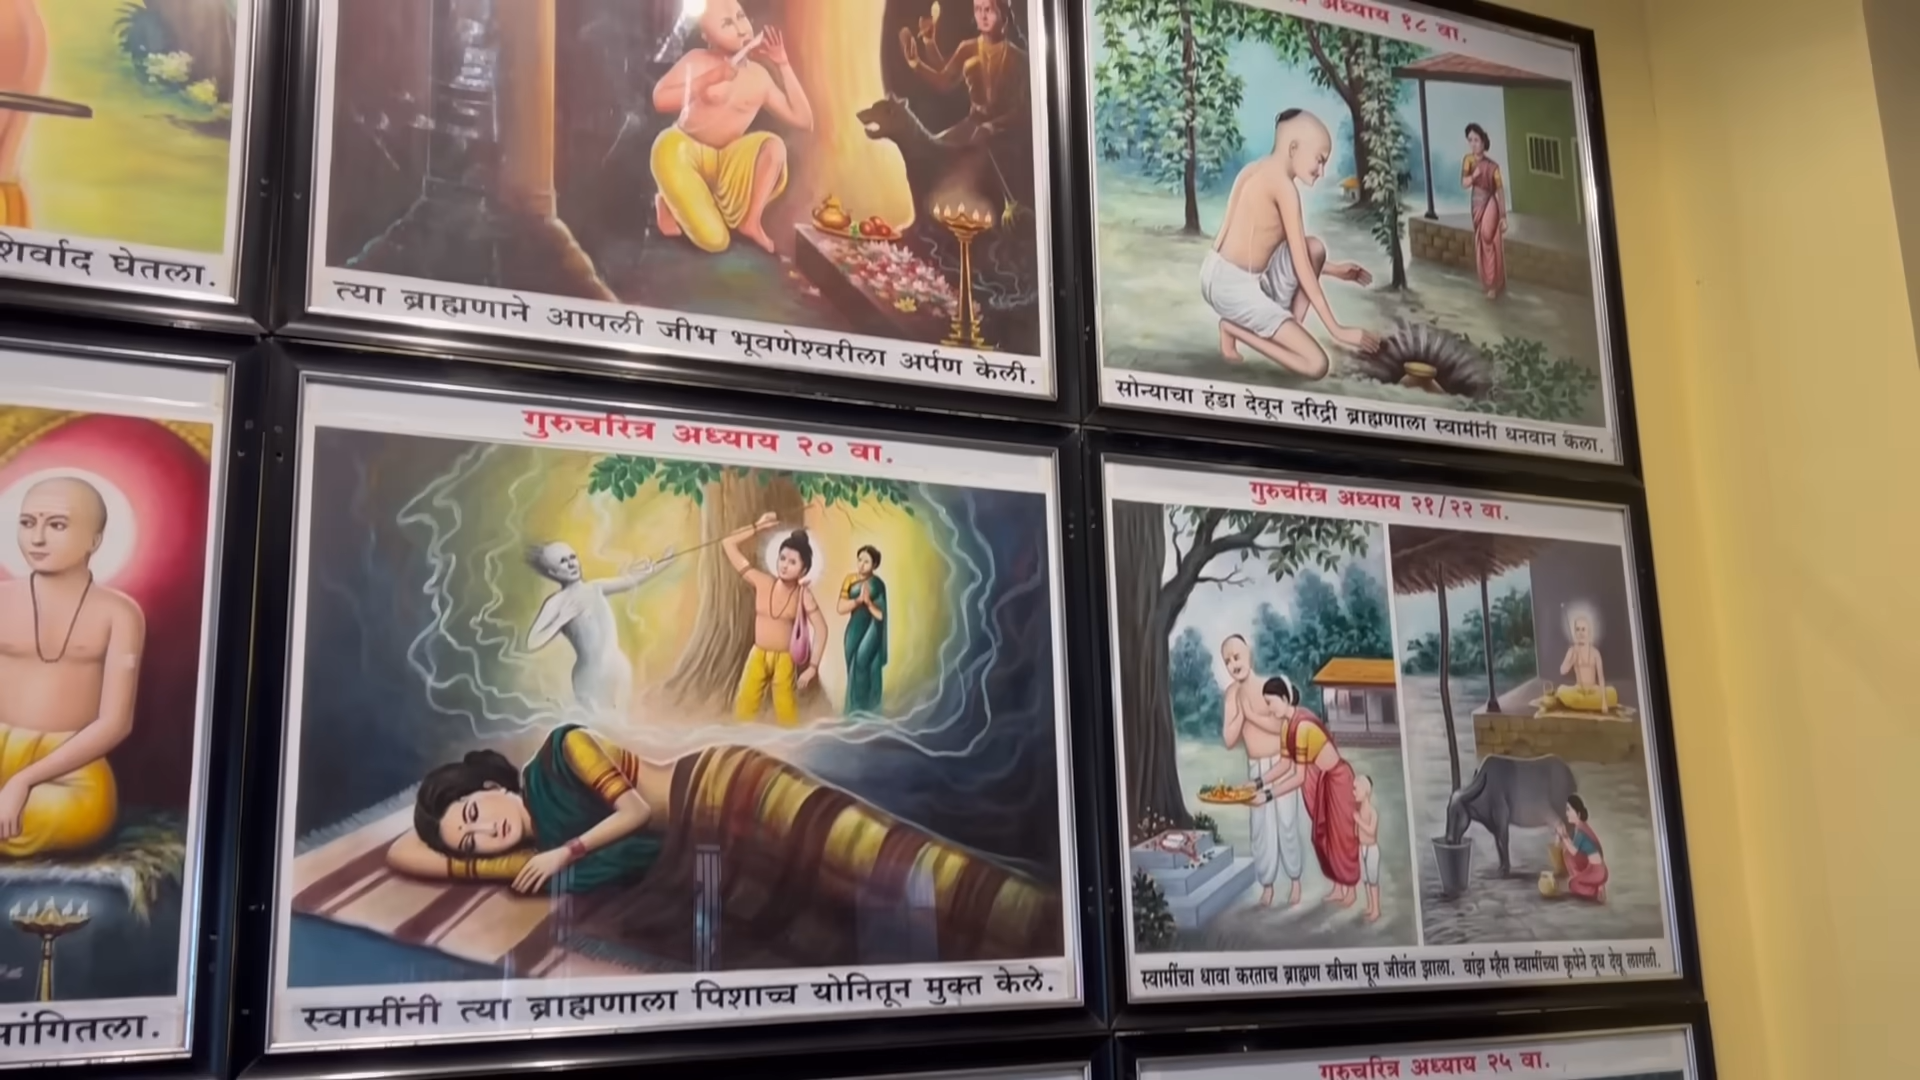 अध्याय १८ वा.
शिर्वाद घेतला.
त्या ब्राह्मणाने आपली जीभ भूवणेश्वरीला अर्पण केली.
सोन्याचा हंडा देवून दरिद्री ब्राह्मणाला स्वामींनी धनवान केला.
गुरुचरित्र अध्याय २० वा.
गुरुचरित्र अध्याय २१/२२ वा.
स्वामींनी त्या ब्राह्मणाला पिशाच्च योनितून मुक्त केले.
स्वामींचा धावा करताच ब्राह्मण स्त्रीचा पूत्र जीवंत झाला. वांझ म्हैस स्वामींच्या कृपेने दूध देवू लागली.
सांगितला.
गुरुचरित्र अध्याय २५ वा.